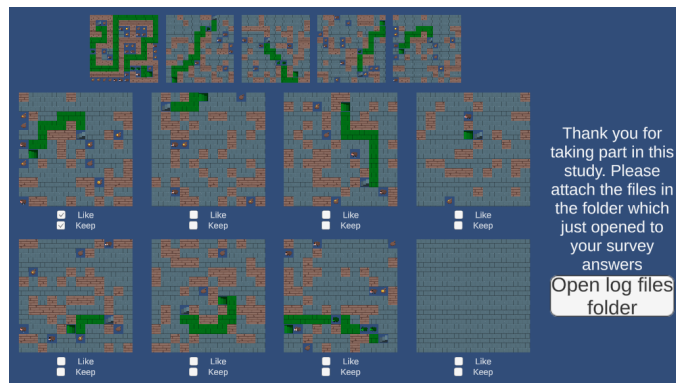 Like
Keep
Like
Keep
Like
Keep
Like
Keep
Thank you for
taking part in this
study. Please
attach the files in
the folder which
just opened to
your survey
answers
Open log files
folder
Like
Keep
Like
Keep
Like
Keep
Like
Keep